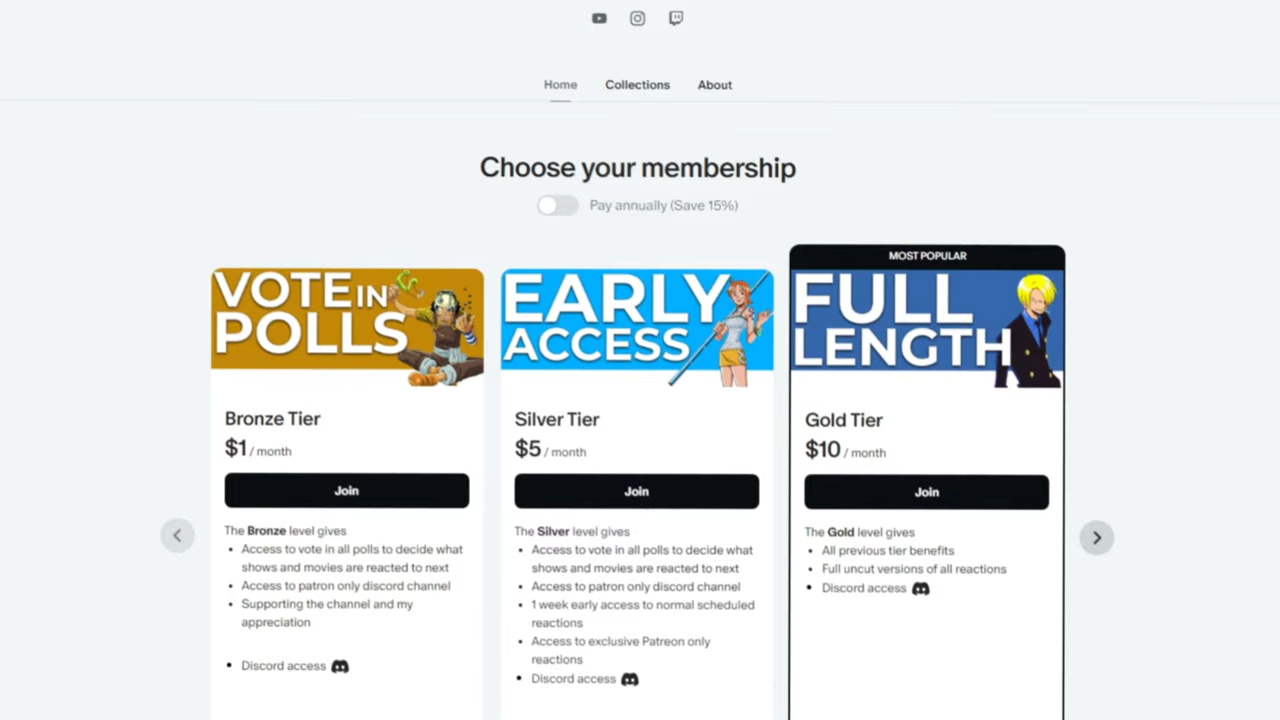 Home Collections About
Choose your membership
Pay annually (Save 15%)
VOTE IN
POLLS
Bronze Tier
$1 / month
Join
The Bronze level gives
• Access to vote in all polls to decide what
shows and movies are reacted to next
• Access to patron only discord channel
• Supporting the channel and my
appreciation
• Discord access
EARLY
ACCESS
Silver Tier
$5 / month
Join
The Silver level gives
• Access to vote in all polls to decide what
shows and movies are reacted to next
• Access to patron only discord channel
• 1 week early access to normal scheduled
reactions
• Access to exclusive Patreon only
reactions
• Discord access
MOST POPULAR
FULL
LENGTH
Gold Tier
$10 / month
Join
The Gold level gives
• All previous tier benefits
• Full uncut versions of all reactions
• Discord access